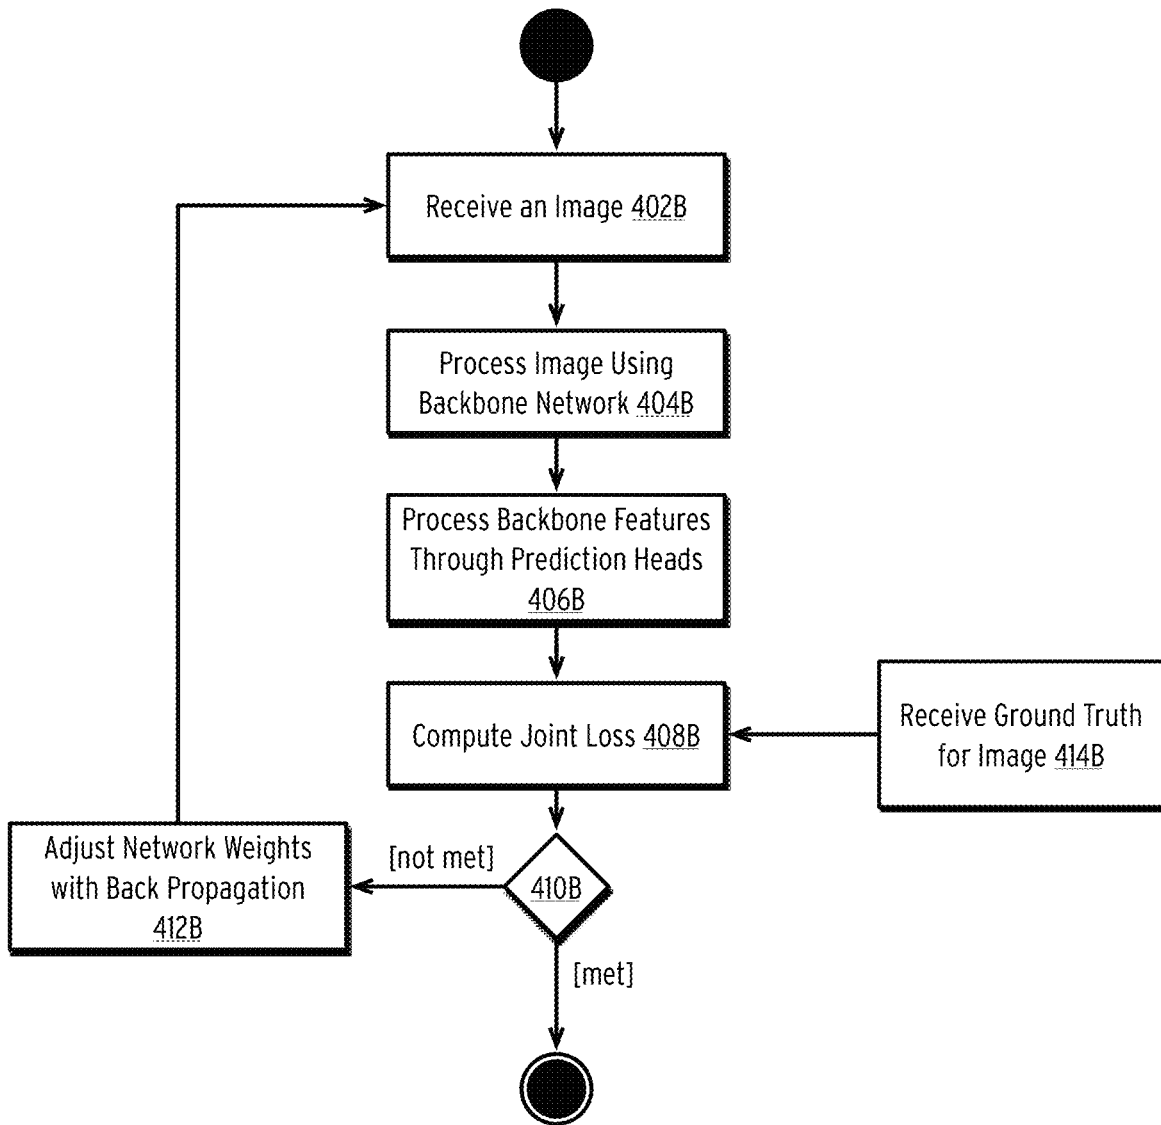 Receive an Image 402B
Process Image Using
Backbone Network 404B
Process Backbone Features
Through Prediction Heads
406B
Compute Joint Loss 408B
Receive Ground Truth
for Image 414B
Adjust Network Weights
with Back Propagation
412B
[not met]
410B
[met]